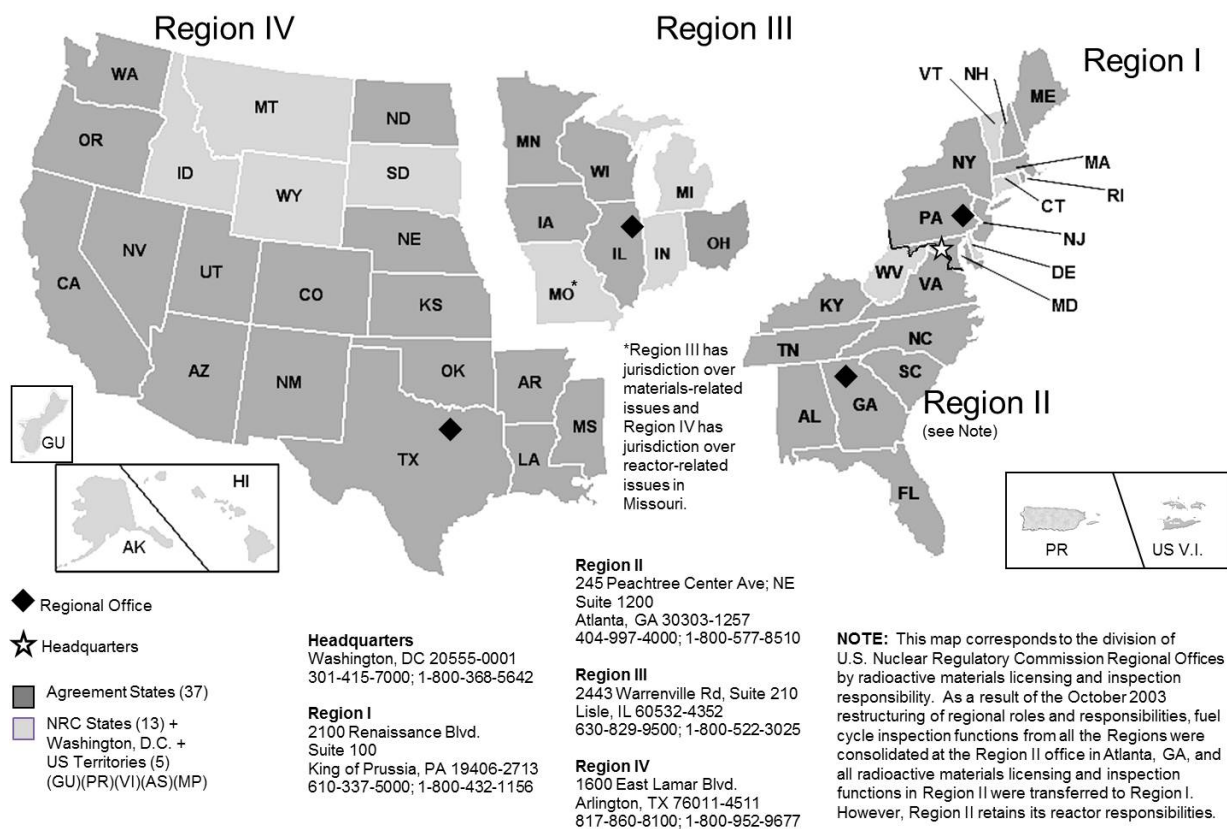 Region IV
Region III
Region I
WA
MT
ND
OR
ID
SD
WY
NE
NV
UT
CO
KS
CA
AZ
NM
OK
AR
TX
LA
MS
MN
WI
MI
IA
IL
IN
OH
MO*
VT
NH
ME
NY
MA
RI
CT
PA
NJ
DE
MD
WV
VA
KY
NC
TN
SC
AL
GA
FL
Region II
(see Note)
*Region III has
jurisdiction over
materials-related
issues and
Region IV has
jurisdiction over
reactor-related
issues in
Missouri.
GU
HI
AK
PR
US V.I.
Regional Office
Headquarters
Agreement States (37)
NRC States (13) +
Washington, D.C. +
US Territories (5)
(GU)(PR)(VI)(AS)(MP)
Headquarters
Washington, DC 20555-0001
301-415-7000; 1-800-368-5642
Region I
2100 Renaissance Blvd.
Suite 100
King of Prussia, PA 19406-2713
610-337-5000; 1-800-432-1156
Region II
245 Peachtree Center Ave; NE
Suite 1200
Atlanta, GA 30303-1257
404-997-4000; 1-800-577-8510
Region III
2443 Warrenville Rd, Suite 210
Lisle, IL 60532-4352
630-829-9500; 1-800-522-3025
Region IV
1600 East Lamar Blvd.
Arlington, TX 76011-4511
817-860-8100; 1-800-952-9677
NOTE: This map corresponds to the division of
U.S. Nuclear Regulatory Commission Regional Offices
by radioactive materials licensing and inspection
responsibility. As a result of the October 2003
restructuring of regional roles and responsibilities, fuel
cycle inspection functions from all the Regions were
consolidated at the Region II office in Atlanta, GA, and
all radioactive materials licensing and inspection
functions in Region II were transferred to Region I.
However, Region II retains its reactor responsibilities.